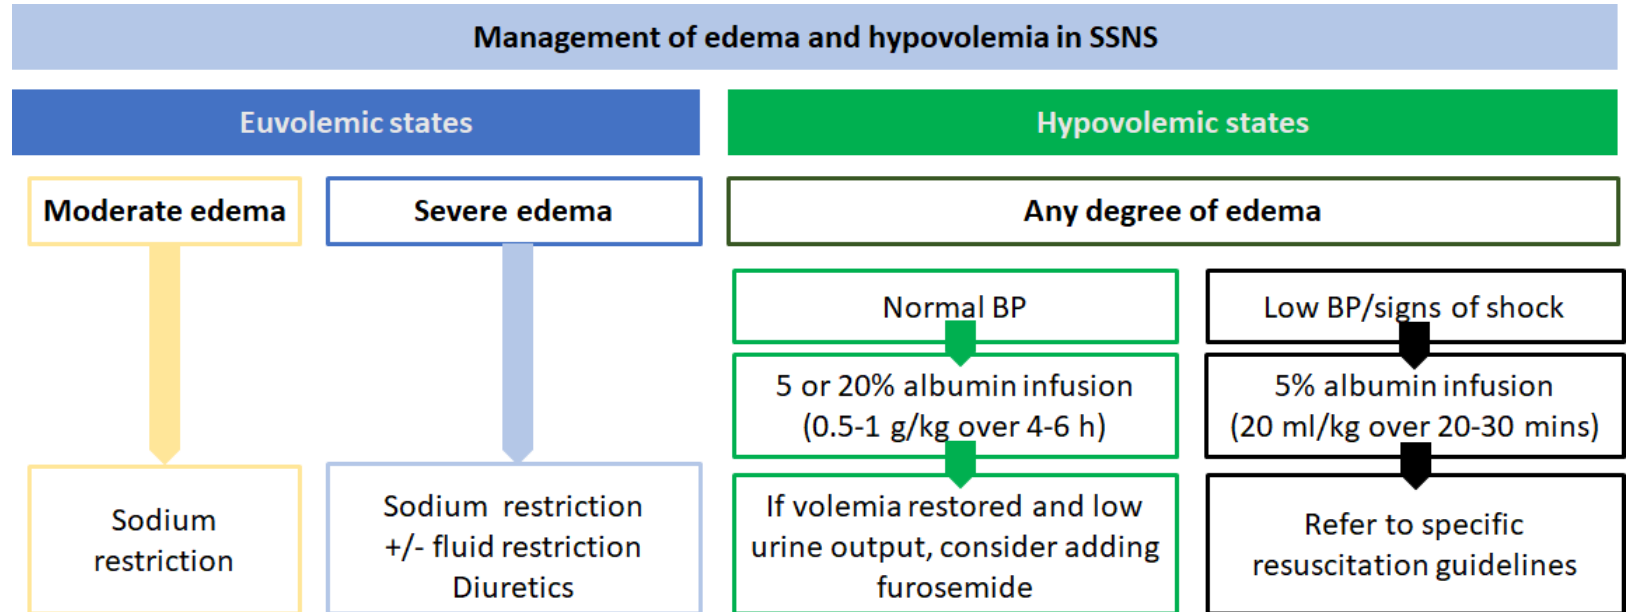 Management of edema and hypovolemia in SSNS
Euvolemic states
Hypovolemic states
Moderate edema
Severe edema
Any degree of edema
Normal BP
Low BP/signs of shock
5 or 20% albumin infusion
(0.5-1 g/kg over 4-6 h)
5% albumin infusion
(20 ml/kg over 20-30 mins)
Sodium
restriction
Sodium restriction
+/- fluid restriction
Diuretics
If volemia restored and low
urine output, consider adding
furosemide
Refer to specific
resuscitation guidelines